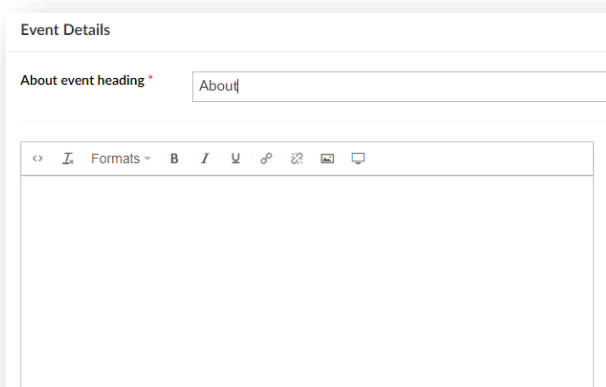 Event Details
About event heading *
About
Formats B I U